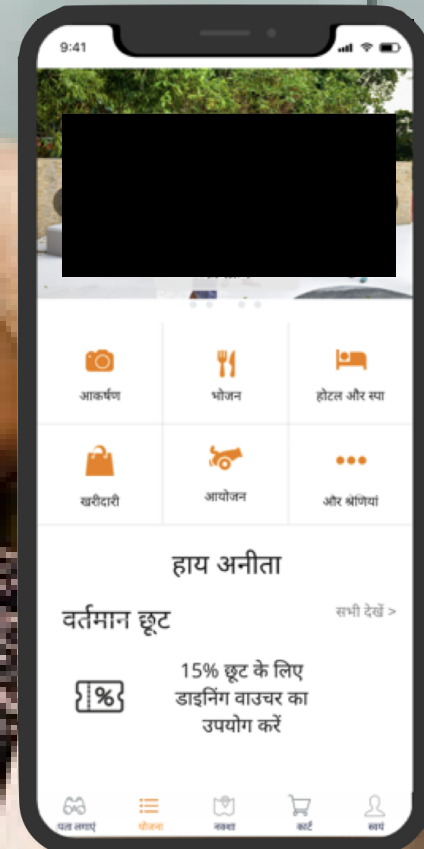 9:41
आकर्षण
भोजन
होटल और स्पा
खरीदारी
आयोजन
और श्रेणियां
हाय अनीता
वर्तमान छूट
सभी देखें >
%
15% छूट के लिए
डाइनिंग वाउचर का
उपयोग करें
पता लगाएं
योजना
नक्शा
कार्ट
स्वयं